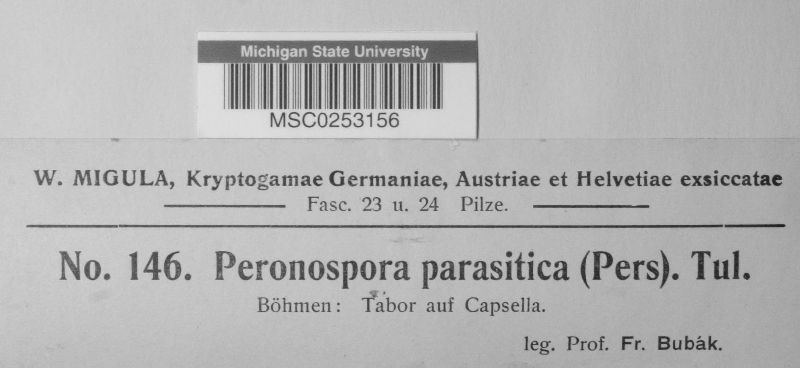 Michigan State University
MSC0253156
W. MIGULA, Kryptogamae Germaniae, Austriae et Helvetiae exsiccatae
Fasc. 23 u. 24 Pilze.
No. 146. Peronospora parasitica (Pers). Tul.
Böhmen: Tabor auf Capsella.
leg. Prof. Fr. Bubák.